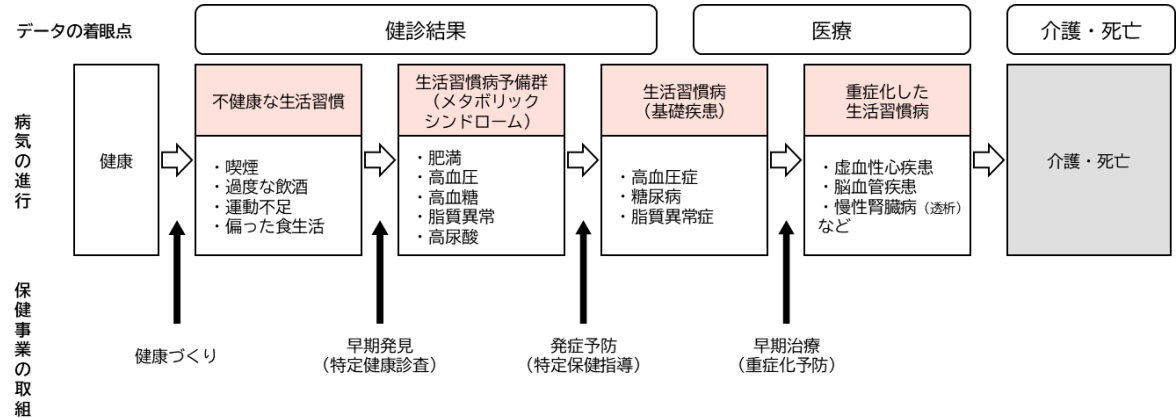 データの着眼点
健診結果
医療
介護・死亡
病気の進行
健康
不健康な生活習慣
・喫煙
・過度な飲酒
・運動不足
・偏った食生活
生活習慣病予備群
（メタボリック
シンドローム）
・肥満
・高血圧
・高血糖
・脂質異常
・高尿酸
生活習慣病
（基礎疾患）
・高血圧症
・糖尿病
・脂質異常症
重症化した
生活習慣病
・虚血性心疾患
・脳血管疾患
・慢性腎臓病（透析）
など
介護・死亡
保健事業の取組
健康づくり
早期発見
（特定健康診査）
発症予防
（特定保健指導）
早期治療
（重症化予防）